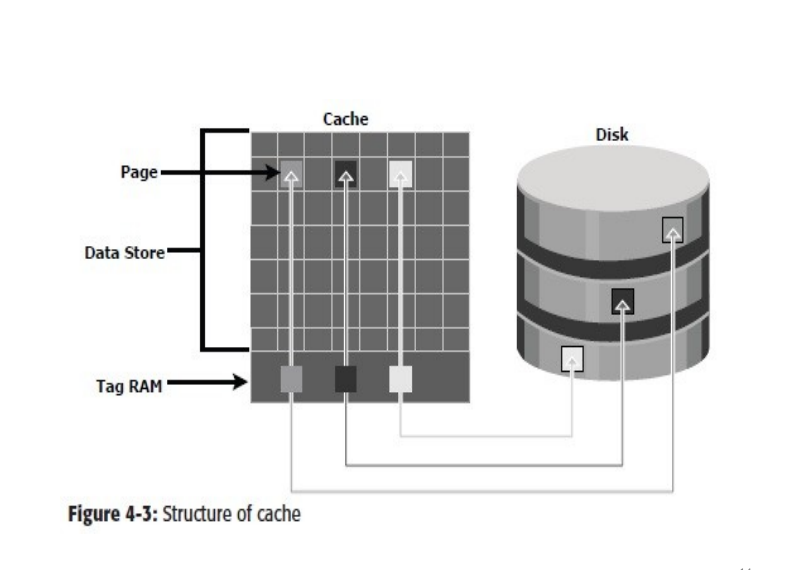 Cache
Disk
Page
Data Store
Tag RAM
Figure 4-3: Structure of cache